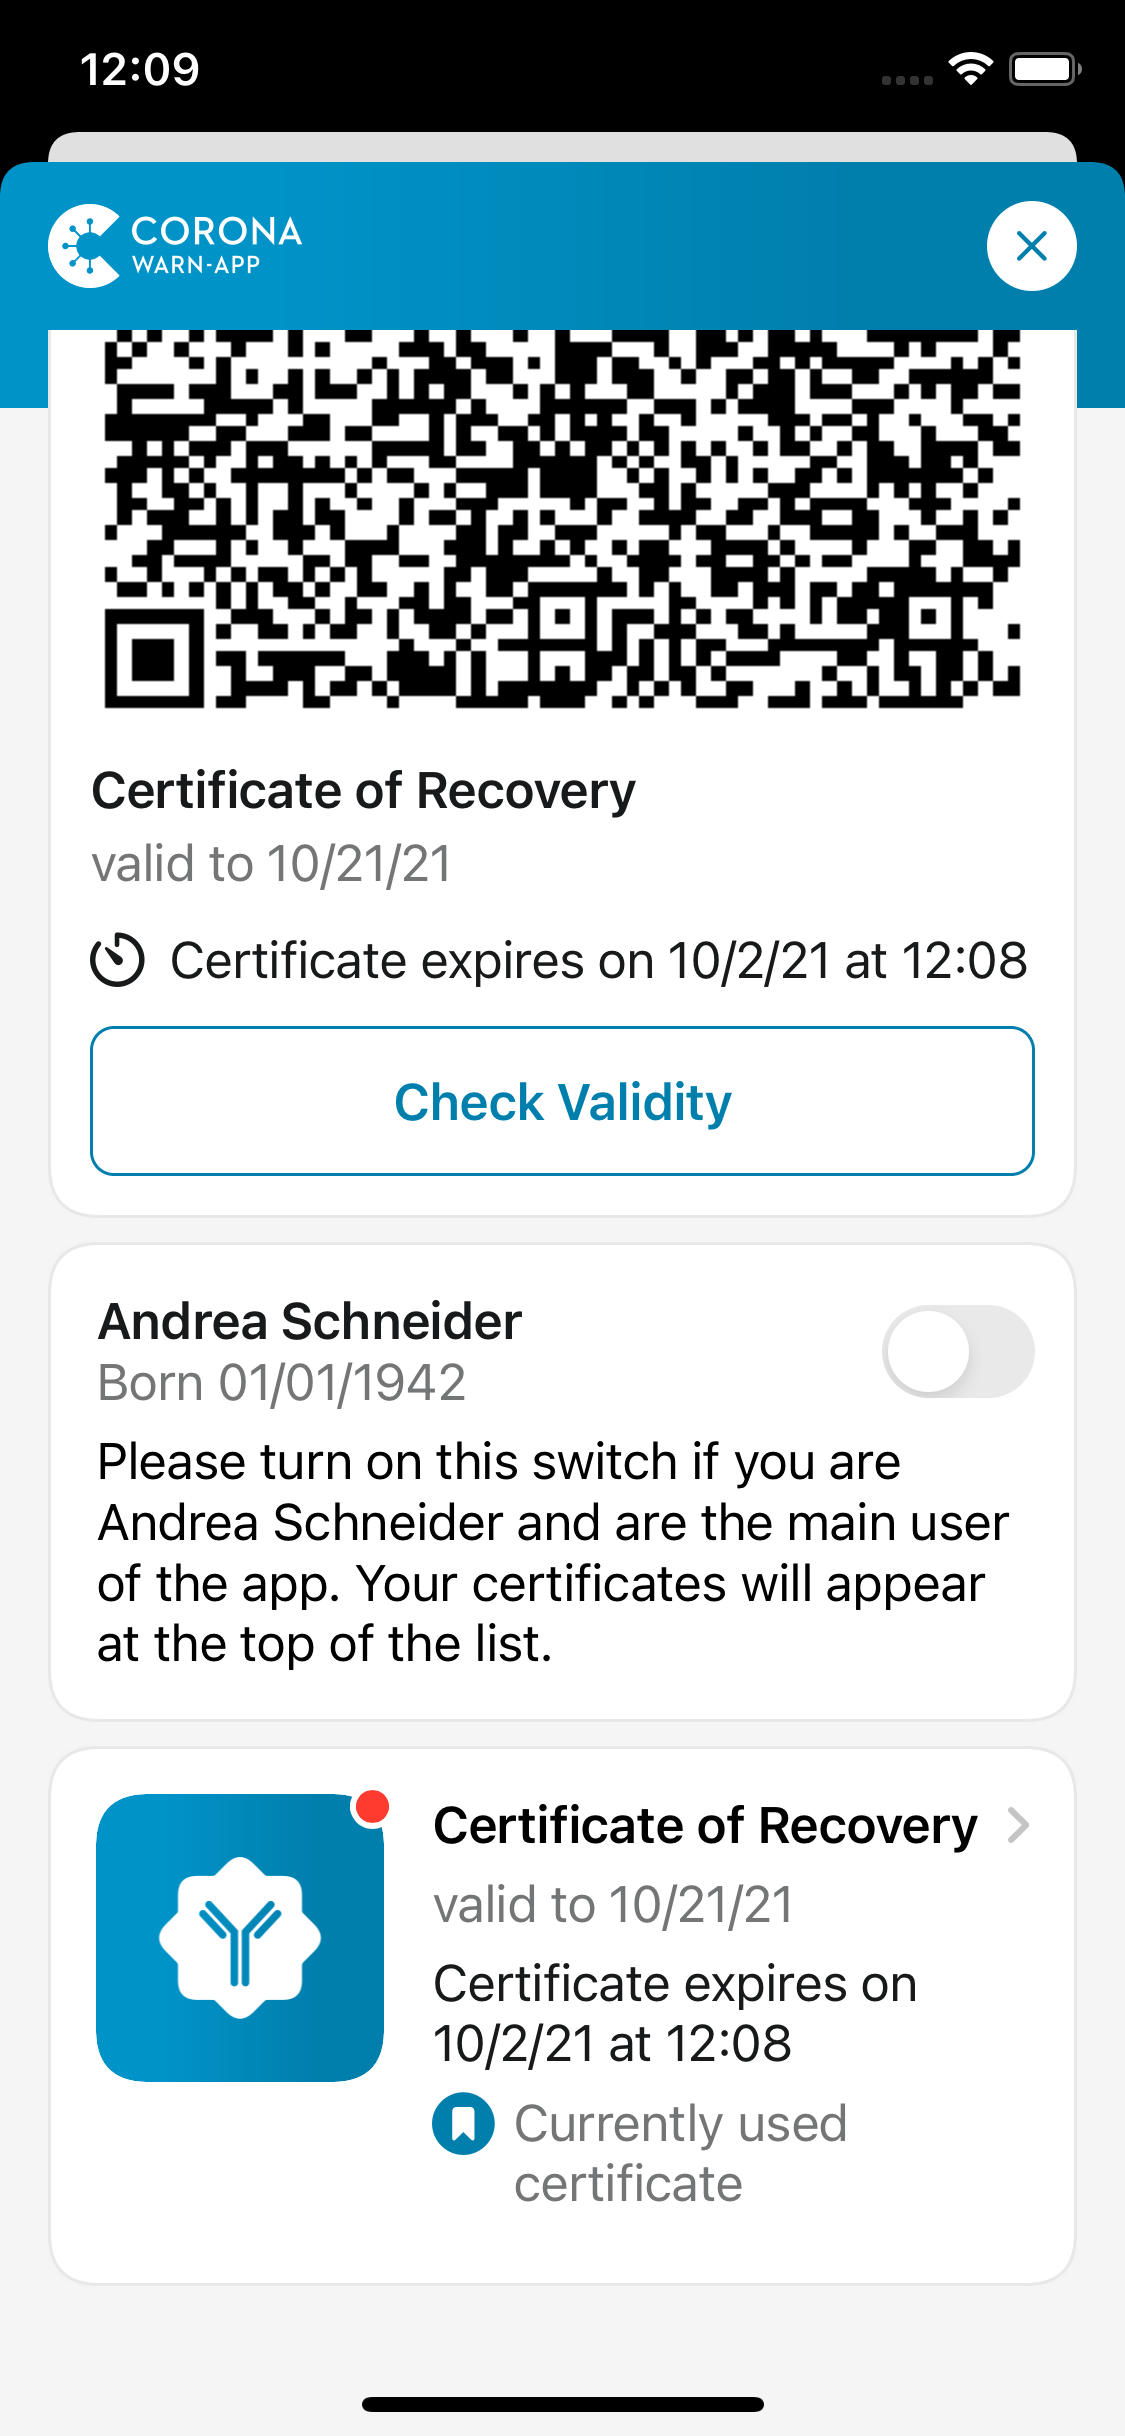 12:09
CORONA
WARN-APP
Certificate of Recovery
valid to 10/21/21
Certificate expires on 10/2/21 at 12:08
Check Validity
Andrea Schneider
Born 01/01/1942
Please turn on this switch if you are
Andrea Schneider and are the main user
of the app. Your certificates will appear
at the top of the list.
Certificate of Recovery
valid to 10/21/21
Certificate expires on
10/2/21 at 12:08
Currently used
certificate